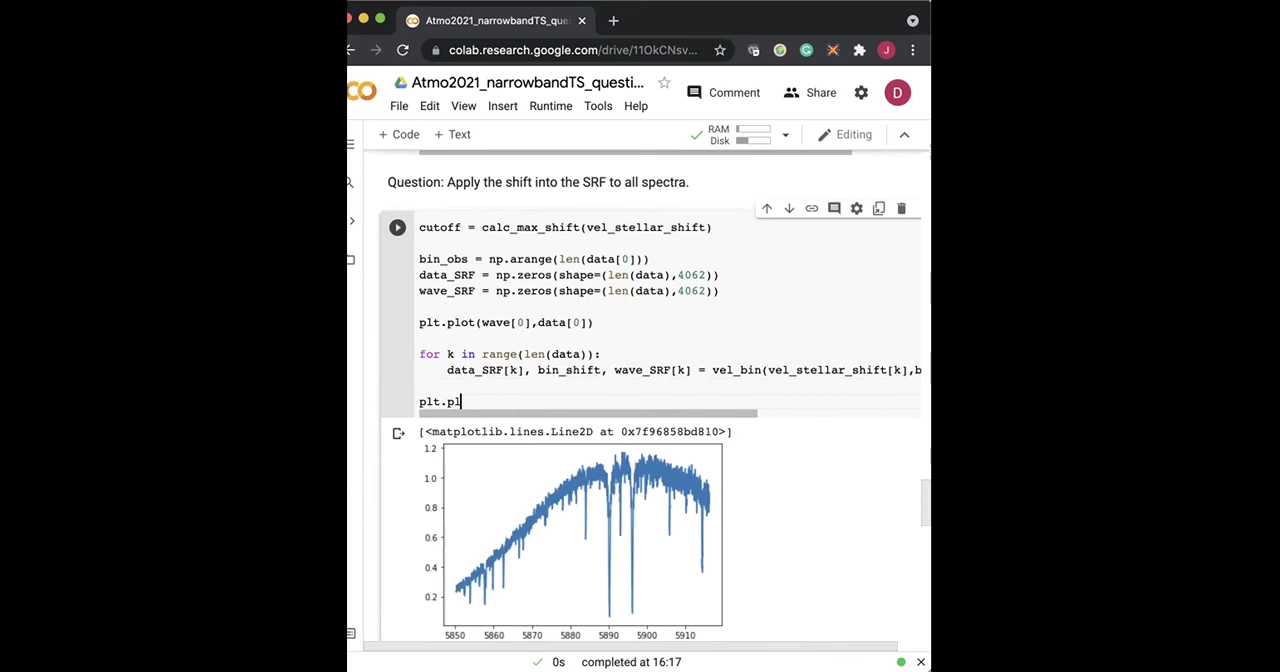 Atmo2021_narrowbandTS_que
colab.research.google.com/drive/11OkCNsv...
J
Atmo2021_narrowbandTS_questi...
Comment
Share
D
File Edit View Insert Runtime Tools Help
+ Code + Text
RAM
Disk
Editing
Question: Apply the shift into the SRF to all spectra.
cutoff = calc_max_shift(vel_stellar_shift)
bin_obs = np.arange(len(data[0]))
data_SRF = np.zeros(shape=(len(data),4062))
wave_SRF = np.zeros(shape=(len(data),4062))
plt.plot(wave[0],data[0])
for k in range(len(data)):
data_SRF[k], bin_shift, wave_SRF[k] = vel_bin(vel_stellar_shift[k],b
plt.pl
[<matplotlib.lines.Line2D at 0x7f96858bd810>]
1.2
1.0
0.8
0.6
0.4
0.2
5850 5860 5870 5880 5890 5900 5910
0s completed at 16:17